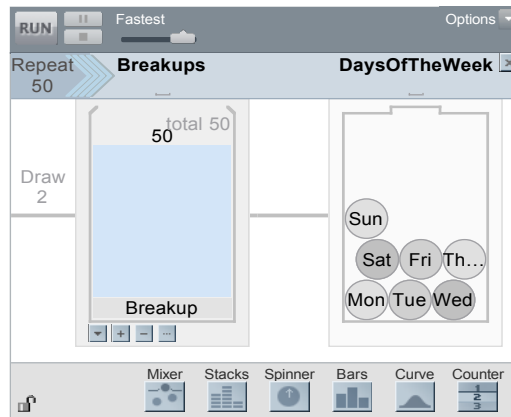 RUN
Fastest
Options
Repeat
50
Breakups
DaysOfTheWeek
total 50
50
Draw
2
Breakup
Sun
Sat
Fri
Th...
Mon
Tue
Wed
Mixer
Stacks
Spinner
Bars
Curve
Counter
1
2
3